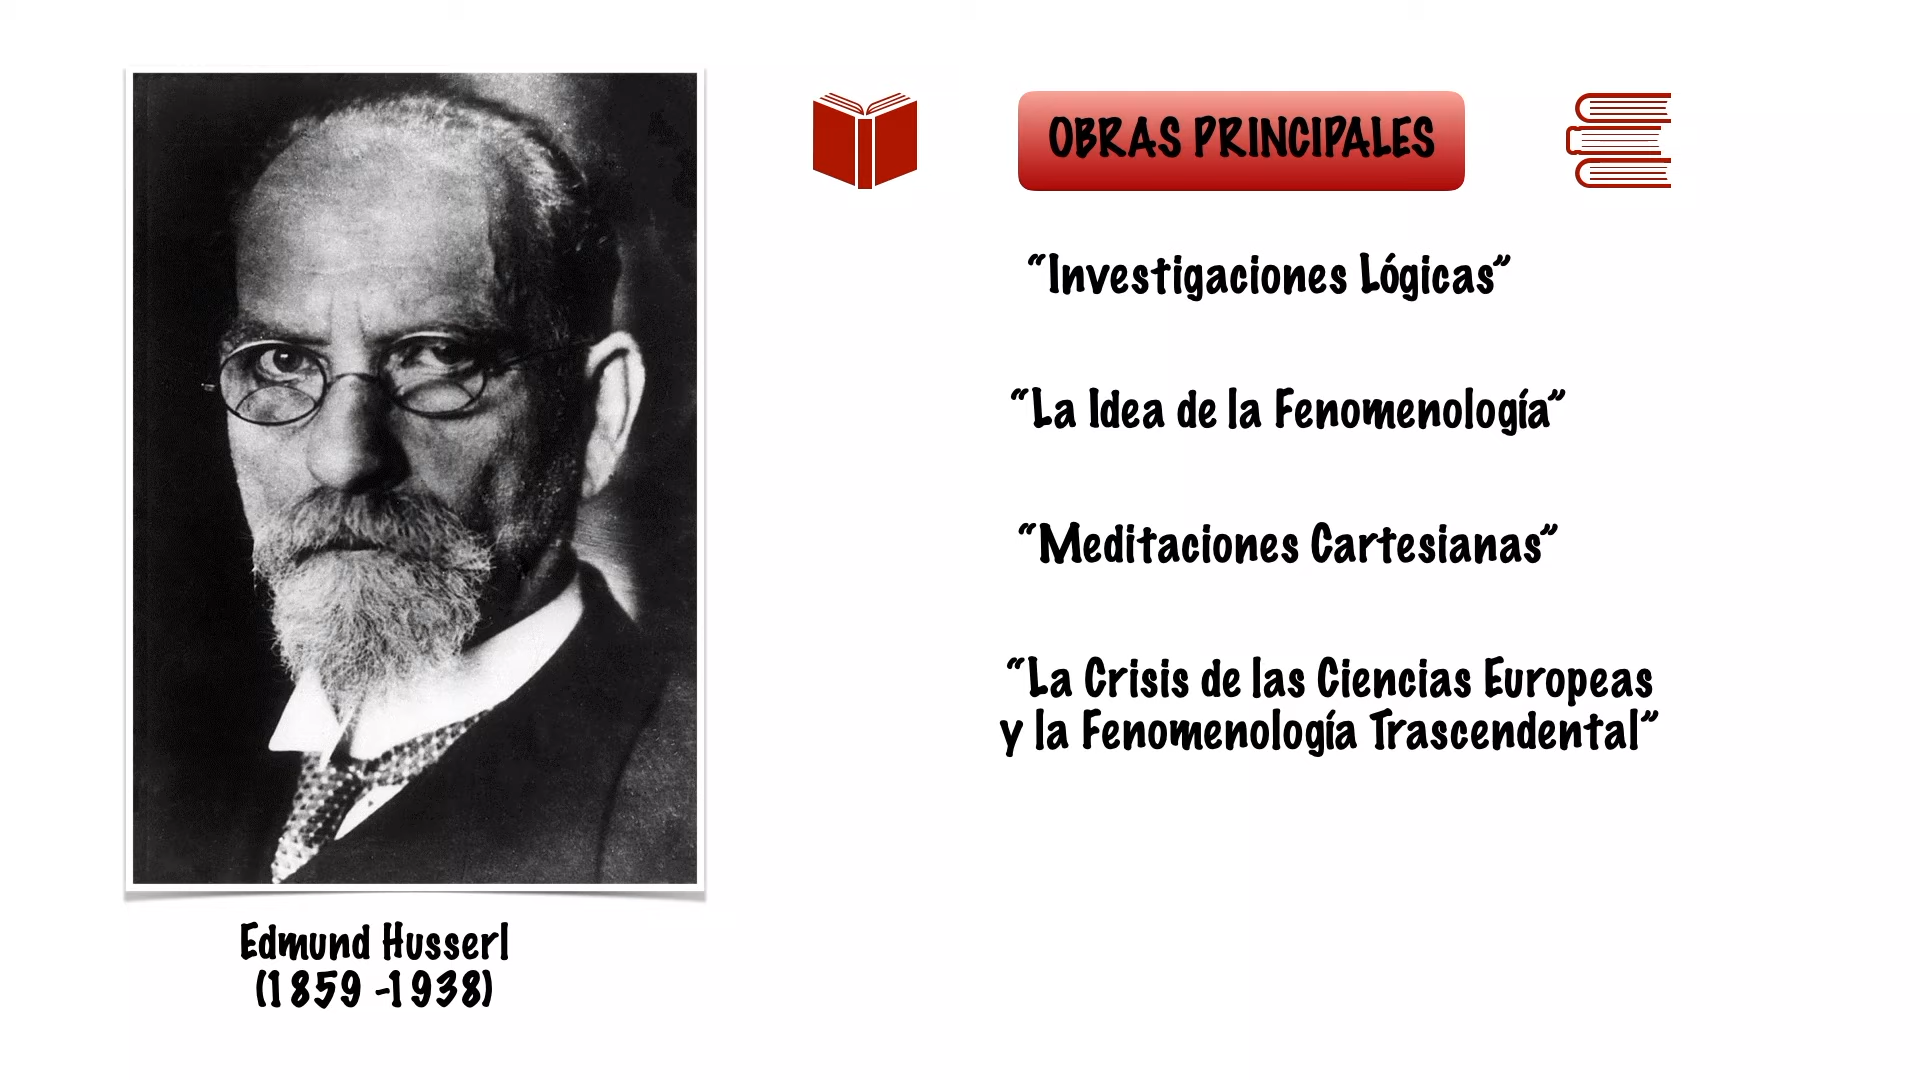 OBRAS PRINCIPALES
“Investigaciones Lógicas”
“La Idea de la Fenomenología”
“Meditaciones Cartesianas”
“La Crisis de las Ciencias Europeas
y la Fenomenología Trascendental”
Edmund Husserl
(1859 -1938)